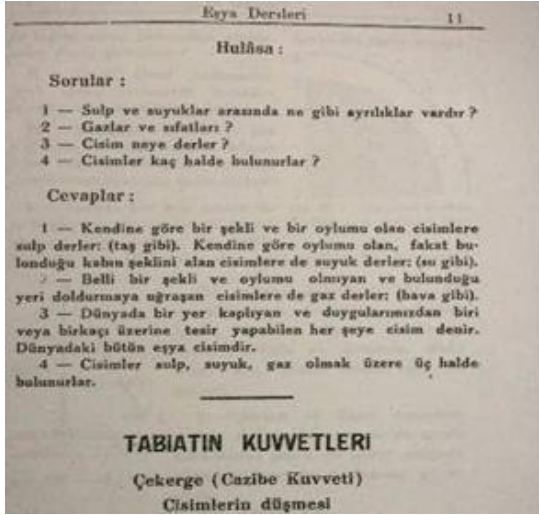 Eşya Dersleri 11
Hulâsa :
Sorular :
1 — Sulp ve suyuklar arasında ne gibi ayrılıklar vardır ?
2 — Gazlar ve sıfatları ?
3 — Cisim neye derler ?
4 — Cisimler kaç halde bulunurlar ?
Cevaplar :
1 — Kendine göre bir şekli ve bir oylumu olan cisimlere
sulp derler: (taş gibi). Kendine göre oylumu olan, fakat bu-
lunduğu kabın şeklini alan cisimlere de suyuk derler: (su gibi).
2 — Belli bir şekli ve oylumu olmıyan ve bulunduğu
yeri doldurmaya uğraşan cisimlere de gaz derler: (hava gibi).
3 — Dünyada bir yer kaplıyan ve duygularımızdan biri
veya birkaçı üzerine tesir yapabilen her şeye cisim denir.
Dünyadaki bütün eşya cisimdir.
4 — Cisimler sulp, suyuk, gaz olmak üzere üç halde
bulunurlar.
TABİATIN KUVVETLERİ
Çekerge (Cazibe Kuvveti)
Cisimlerin düşmesi